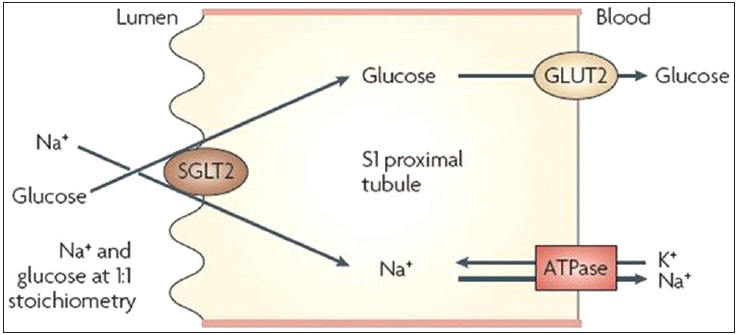 Lumen
Blood
Glucose
GLUT2
Glucose
Na⁺
SGLT2
S1 proximal
tubule
Glucose
Na⁺ and
glucose at 1:1
stoichiometry
Na⁺
ATPase
K⁺
Na⁺